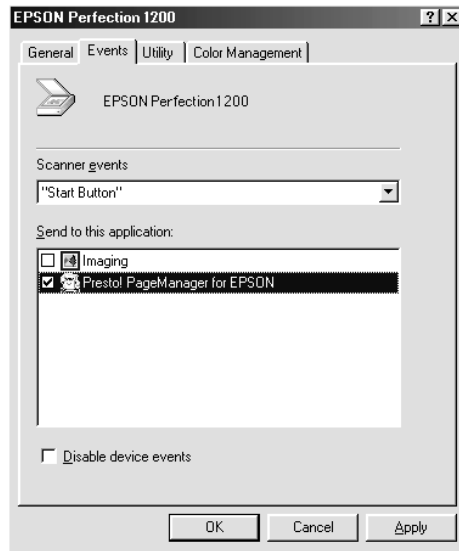 EPSON Perfection 1200
General Events Utility Color Management
EPSON Perfection1200
Scanner events
"Start Button"
Send to this application:
Imaging
Presto! PageManager for EPSON
Disable device events
OK Cancel Apply